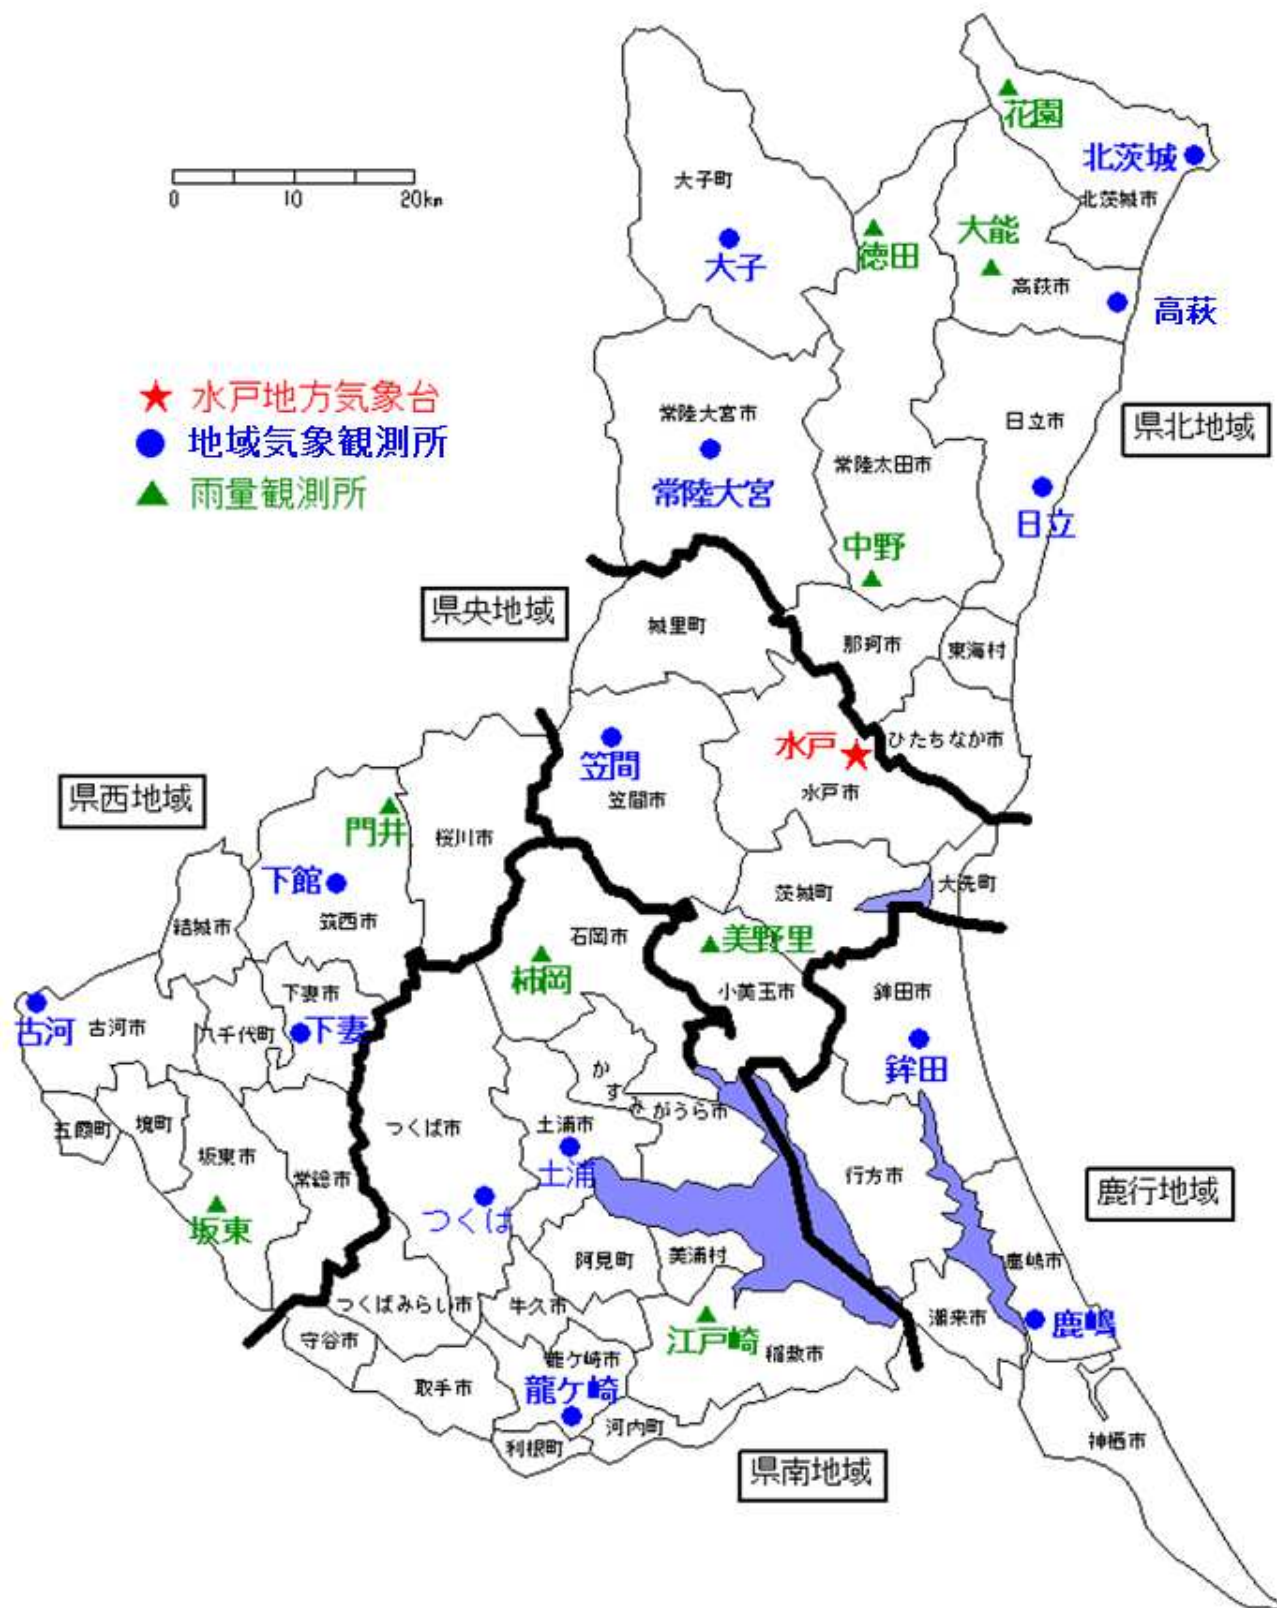 花園
北茨城
大子町
北茨城市
0 10 20km
大能
徳田
大子
高萩市
高萩
水戸地方気象台
常陸大宮市
日立市
県北地域
地域気象観測所
常陸太田市
雨量観測所
常陸大宮
日立
中野
県央地域
城里町
那珂市
東海村
水戸
ひたちなか市
笠間
県西地域
笠間市
水戸市
門井
桜川市
下館
茨城町
大洗町
結城市
筑西市
石岡市
美野里
柿岡
下妻市
小美玉市
鉾田市
古河
古河市
八千代町
下妻
鉾田
かすみがうら市
五霞町
境町
つくば市
土浦市
坂東市
常総市
土浦
行方市
鹿行地域
坂東
つくば
阿見町
美浦村
鹿嶋市
つくばみらい市
牛久市
潮来市
鹿嶋
守谷市
江戸崎
稲敷市
龍ケ崎市
取手市
龍ケ崎
河内町
利根町
神栖市
県南地域